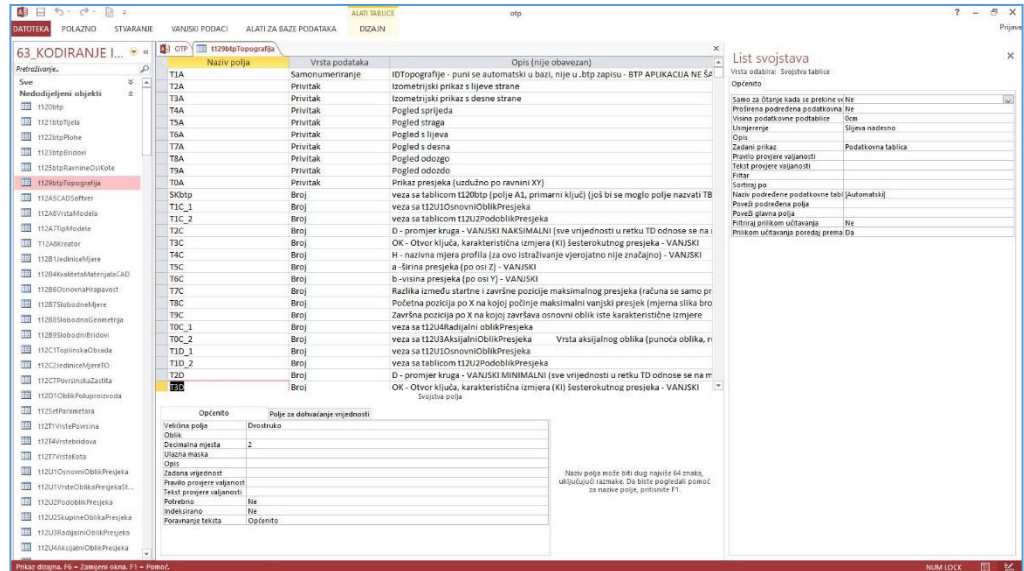 ALATI TABLICE
otp
Prijava
DATOTEKA POLAZNO STVARANJE VANJSKI PODACI ALATI ZA BAZE PODATAKA DIZAJN
63_KODIRANJE I...
Pretraživanje..
Sve
Nedodijeljeni objekti
t120btp
t121btpTijela
t122btpPlohe
t123btpBridovi
t125btpRavnineOsiKote
t129btpTopografija
t12A5CADSoftver
t12A6VrstaModela
t12A7TipModela
T12A8Kreator
t12B1JediniceMjere
t12B4KvalitetaMaterijalaCAD
t12B6OsnovnaHrapavost
t12B7SlobodneMjere
t12B8SlobodnaGeometrija
t12B9SlobodniBridovi
t12C1ToplinskaObrada
t12C2JediniceMjereTO
t12C7PovisinskaZastita
t12D1OblikPoluproizvoda
t12SetParametara
t12T1VrstePovrsina
t12T4Vrstebridova
t12T7VrsteKota
t12U1OsnovniOblikPresjeka
t12U1VrsteOblikaPresjekaSt...
t12U2PodoblikPresjeka
t12U2SkupineOblikaPresjeka
t12U3RadijalniOblikPresjeka
t12U4AksijalniOblikPresjeka
OTP t129btpTopografija
Naziv polja Vrsta podataka Opis (nije obavezan)
T1A Samonumeriranje IDTopografije - puni se automatski u bazi, nije u .btp zapisu - BTP APLIKACIJA NE ŠA
T2A Privitak Izometrijski prikaz s lijeve strane
T3A Privitak Izometrijski prikaz s desne strane
T4A Privitak Pogled sprijeda
T5A Privitak Pogled straga
T6A Privitak Pogled s lijeva
T7A Privitak Pogled s desna
T8A Privitak Pogled odozgo
T9A Privitak Pogled odozdo
T0A Privitak Prikaz presjeka (uzdužno po ravnini XY)
SKbtp Broj veza sa tablicom t120btp (polje A1, primarni ključ) (još bi se moglo polje nazvati TB
T1C_1 Broj veza sa t12U1OsnovniOblikPresjeka
T1C_2 Broj veza sa tablicom t12U2PodoblikPresjeka
T2C Broj D - promjer kruga - VANJSKI NAKSIMALNI (sve vrijednosti u retku TD odnose se na
T3C Broj OK - Otvor ključa, karakteristična izmjera (KI) šesterokutnog presjeka - VANJSKI
T4C Broj H - nazivna mjera profila (za ovo istraživanje vjerojatno nije značajno) - VANJSKI
T5C Broj a -širina presjeka (po osi Z) - VANJSKI
T6C Broj b -visina presjeka (po osi Y) - VANJSKI
T7C Broj Razlika između startne i završne pozicije maksimalnog presjeka (računa se samo pr
T8C Broj Početna pozicija po X na kojoj počinje maksimalni vanjski presjek (mjerna slika bro
T9C Broj Završna pozicija po X na kojoj završava osnovni oblik iste karakteristične izmjere
T0C_1 Broj veza sa t12U4Radijalni oblikPresjeka
T0C_2 Broj veza sa t12U3AksijalniOblikPresjeka Vrsta aksijalnog oblika (punoća oblika,
T1D_1 Broj veza sa t12U1OsnovniOblikPresjeka
T1D_2 Broj veza sa tablicom t12U2PodoblikPresjeka
T2D Broj D - promjer kruga - VANJSKI MINIMALNI (sve vrijednosti u retku TD odnose se na m
T3D Broj OK - Otvor ključa, karakteristična izmjera (KI) šesterokutnog presjeka - VANJSKI
Svojstva polja
Općenito Polje za dohvaćanje vrijednosti
Veličina polja Dvostruko
Oblik
Decimalna mjesta 2
Ulazna maska
Opis
Zadana vrijednost
Pravilo provjere valjanost
Tekst provjere valjanosti
Potrebno Ne
Indeksirano Ne
Poravnanje teksta Općenito
Naziv polja može biti dug najviše 64 znaka,
uključujući razmake. Da biste pogledali pomoć
za nazive polje, pritisnite F1.
List svojstava
Vrsta odabira: Svojstva tablice
Općenito
Samo za čitanje kada se prekine ve Ne
Proširena podređena podatkovna Ne
Visina podatkovne podtablice 0cm
Usmjerenje Slijeva nadesno
Opis
Zadani prikaz Podatkovna tablica
Pravilo provjere valjanosti
Tekst provjere valjanosti
Filtar
Sortiraj po
Naziv podređene podatkovne tabl [Automatski]
Poveži podređena polja
Poveži glavna polja
Filtriraj prilikom učitavanja Ne
Prilikom učitavanja poredaj prema Da
Prikaz dizajna. F6 = Zamijeni okna. F1 = Pomoć.
NUM LOCK